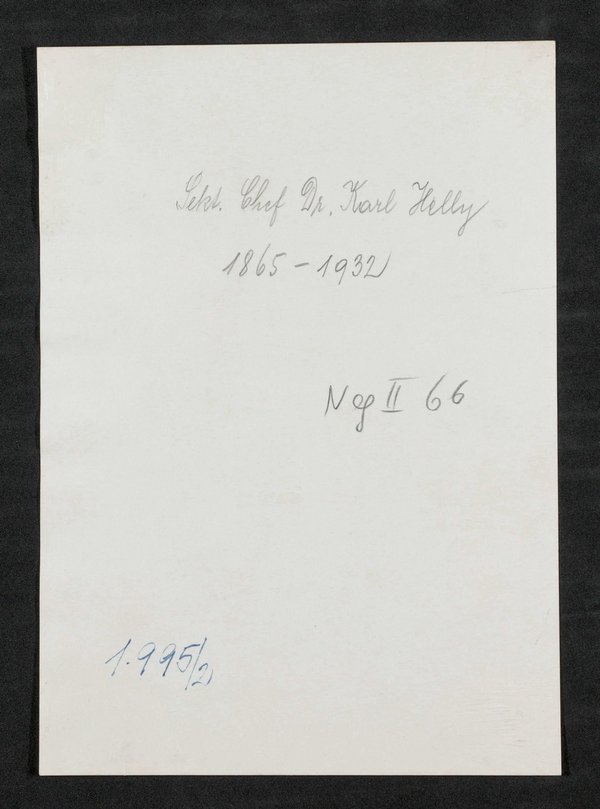 Sekt. Chef Dr. Karl Helly
1865-1932
Neg II 66
1.995/2